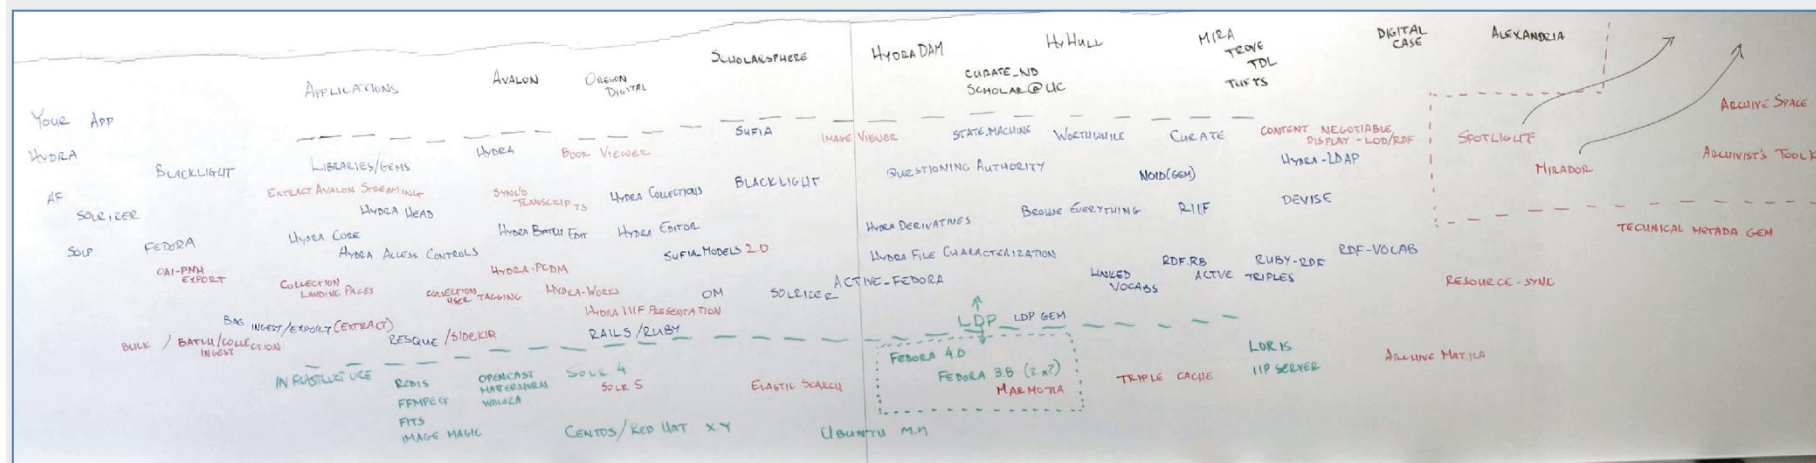 SCHOLARSPHERE
HYDRADAM
HYHULL
MIRA
TROVE
TDL
TUFTS
DIGITAL
CASE
ALEXANDRIA
APPLICATIONS
AVALON
OREGON
DIGITAL
CURATE_ND
SCHOLAR@UC
YOUR APP
HYDRA
BLACKLIGHT
AF
SOLRIZER
SOLR
FEDORA
LIBRARIES/GEMS
HYDRA
BOOK VIEWER
SUFIA
IMAGE VIEWER
STATE MACHINE
WORTHWHILE
CURATE
CONTENT NEGOTIABLE
DISPLAY - LOD/RDF
SPOTLIGHT
ARCHIVE SPACE
EXTRACT AVALON STREAMING
SYNC'D
TRANSCRIPTS
HYDRA COLLECTIONS
BLACKLIGHT
QUESTIONING AUTHORITY
NOID(GEM)
HYDRA-LDAP
MIRADOR
ARCHIVIST'S TOOLK
HYDRA HEAD
HYDRA CORE
HYDRA BATCH EDIT
HYDRA EDITOR
HYDRA DERIVATIVES
BROWSE EVERYTHING
RIIF
DEVISE
TECHNICAL METADA GEM
HYDRA ACCESS CONTROLS
SUFIA-MODELS 2.0
HYDRA FILE CHARACTERIZATION
OAI-PMH
EXPORT
COLLECTION
LANDING PAGES
HYDRA-PCDM
COLLECTION
USER TAGGING
HYDRA-WORKS
HYDRA IIIF PRESENTATION
OM
SOLRIZER
ACTIVE-FEDORA
LINKED
VOCABS
RDF.RB
ACTIVE TRIPLES
RUBY-RDF
RDF-VOCAB
RESOURCE-SYNC
BAG INGEST/EXPORT (EXTRACT)
BULK / BATCH/COLLECTION
INGEST
RESQUE/SIDEKIQ
RAILS/RUBY
LDP
LDP GEM
INFRASTRUCTURE
REDIS
FFMPEG
FITS
IMAGE MAGIC
OPENCAST
MATTERHORN
SOLR 4
SOLR 5
ELASTIC SEARCH
FEDORA 4.0
FEDORA 3.8 (?.x?)
MARMOTTA
TRIPLE CACHE
LORIS
IIP SERVER
ARCHIVEMATICA
CENTOS/RED HAT X.Y
UBUNTU M.N